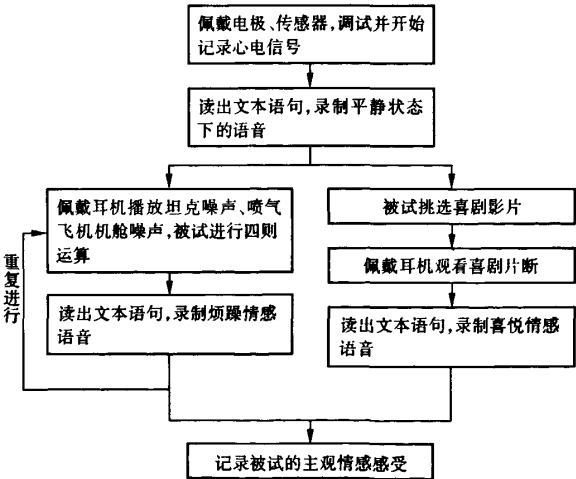 佩戴电极、传感器,调试并开始
记录心电信号
读出文本语句,录制平静状态
下的语音
佩戴耳机播放坦克噪声、喷气
飞机机舱噪声,被试进行四则
运算
读出文本语句,录制烦躁情感
语音
重复进行
被试挑选喜剧影片
佩戴耳机观看喜剧片断
读出文本语句,录制喜悦情感
语音
记录被试的主观情感感受